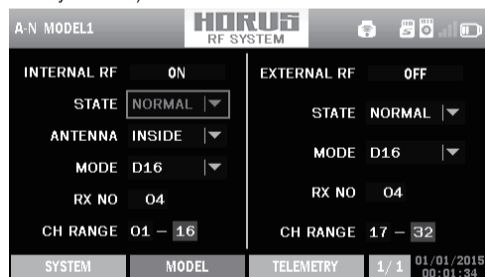 A-N MODEL1
HORUS
RF SYSTEM
INTERNAL RF ON
STATE NORMAL
ANTENNA INSIDE
MODE D16
RX NO 04
CH RANGE 01 – 16
EXTERNAL RF OFF
STATE NORMAL
MODE D16
RX NO 04
CH RANGE 17 – 32
SYSTEM MODEL TELEMETRY 1/1 01/01/2015
00:01:34